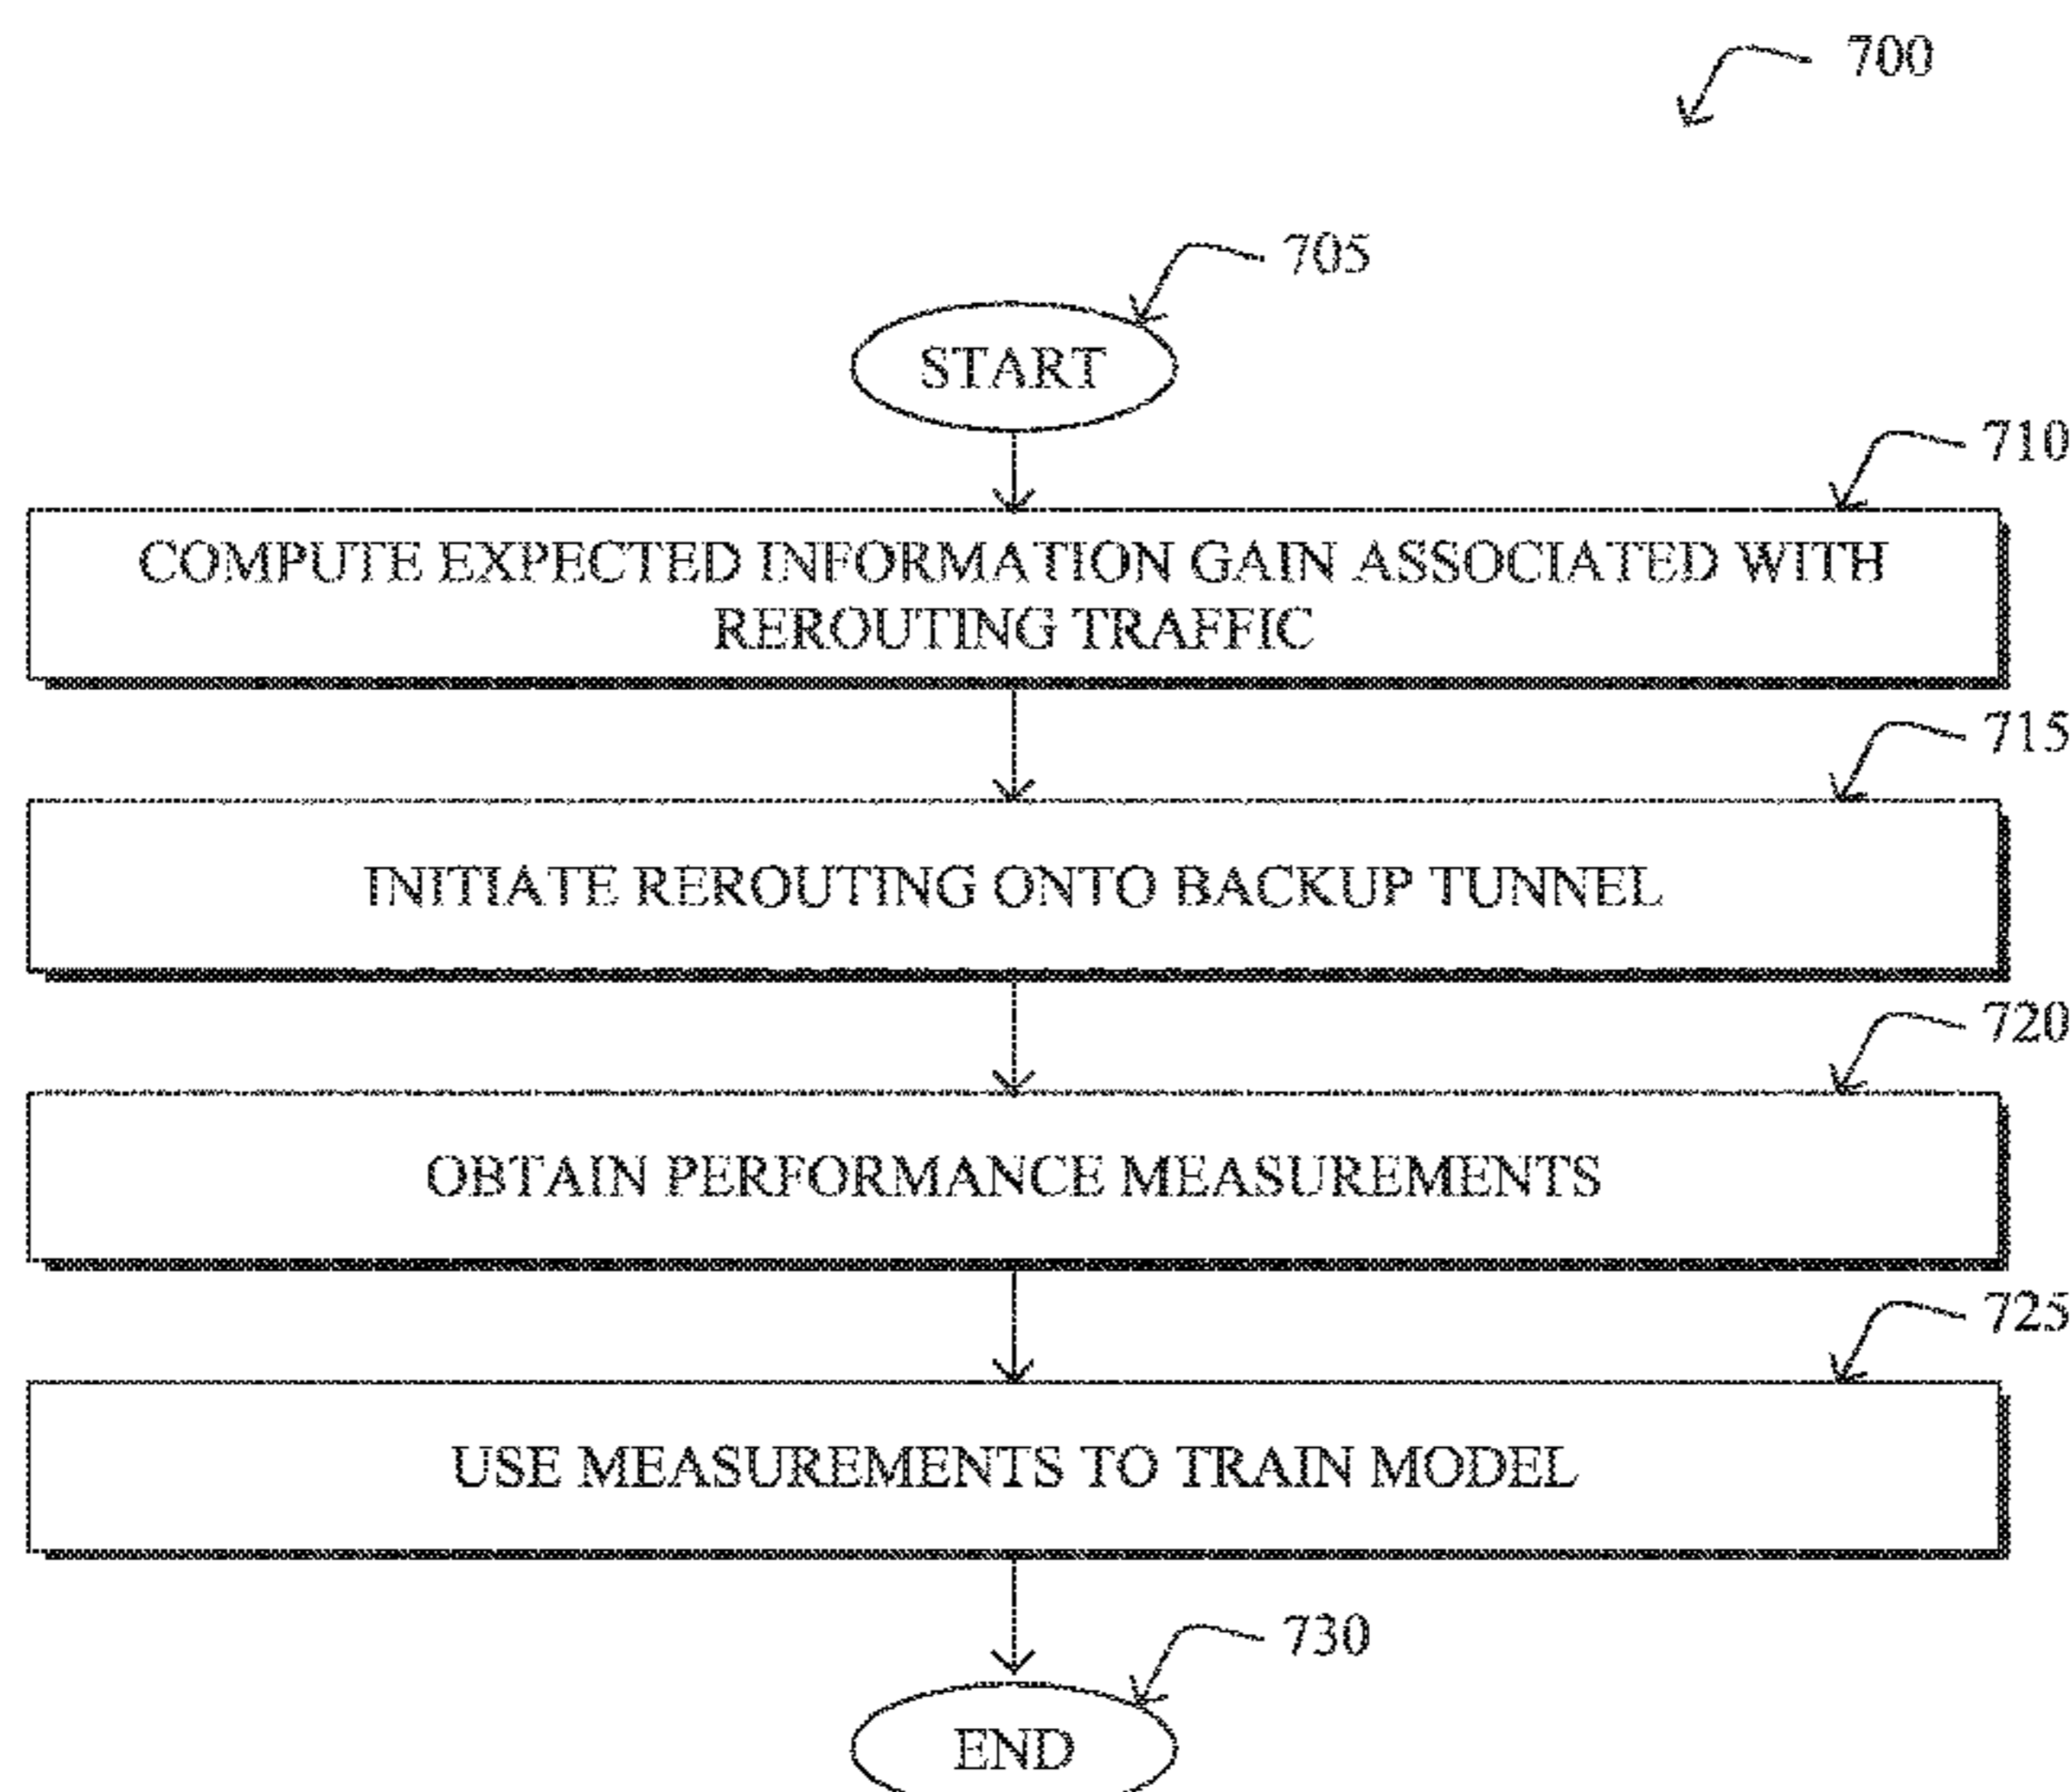 700
705
START
710
COMPUTE EXPECTED INFORMATION GAIN ASSOCIATED WITH
REROUTING TRAFFIC
715
INITIATE REROUTING ONTO BACKUP TUNNEL
720
OBTAIN PERFORMANCE MEASUREMENTS
725
USE MEASUREMENTS TO TRAIN MODEL
730
END